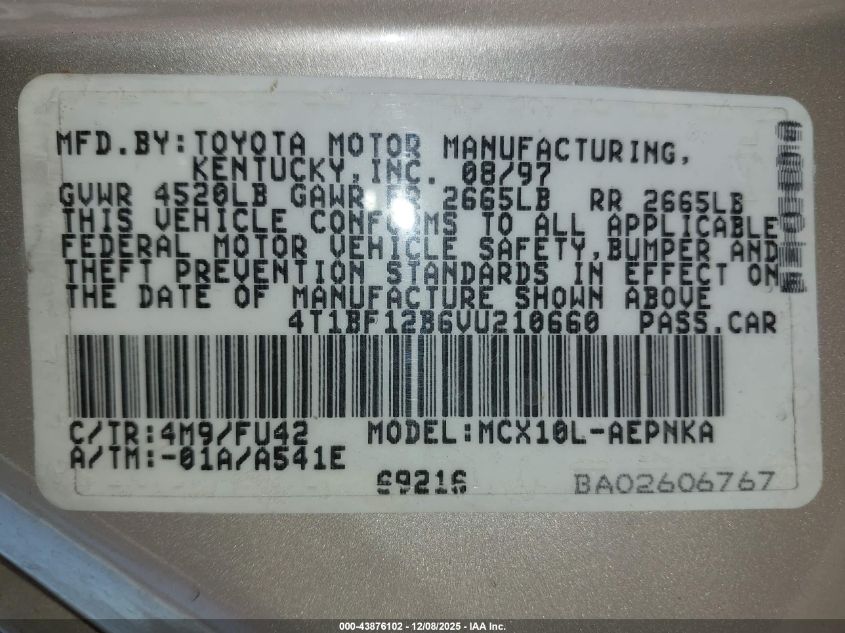 MFD.BY:TOYOTA MOTOR MANUFACTURING,
KENTUCKY,INC. 08/97
GVWR 4520LB GAWR FR 2665LB RR 2665LB
THIS VEHICLE CONFORMS TO ALL APPLICABLE
FEDERAL MOTOR VEHICLE SAFETY,BUMPER AND
THEFT PREVENTION STANDARDS IN EFFECT ON
THE DATE OF MANUFACTURE SHOWN ABOVE
4T1BF12B6VU210660 PASS.CAR
C/TR:4M9/FU42 MODEL:MCX10L-AEPNKA
A/TM:-01A/A541E
69216 BA02606767
000-43876102 - 12/08/2025 - IAA Inc.